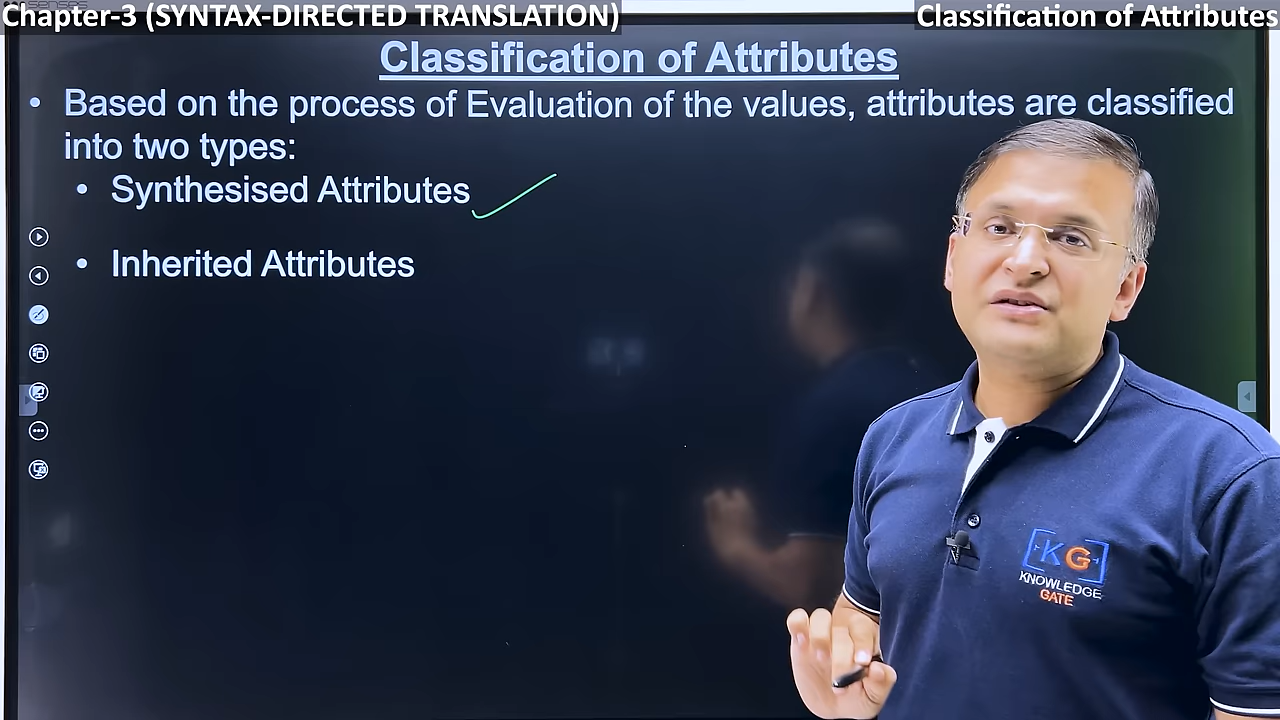 Chapter-3 (SYNTAX-DIRECTED TRANSLATION)
Classification of Attributes
Classification of Attributes
• Based on the process of Evaluation of the values, attributes are classified
into two types:
• Synthesised Attributes
• Inherited Attributes
KG
KNOWLEDGE
GATE